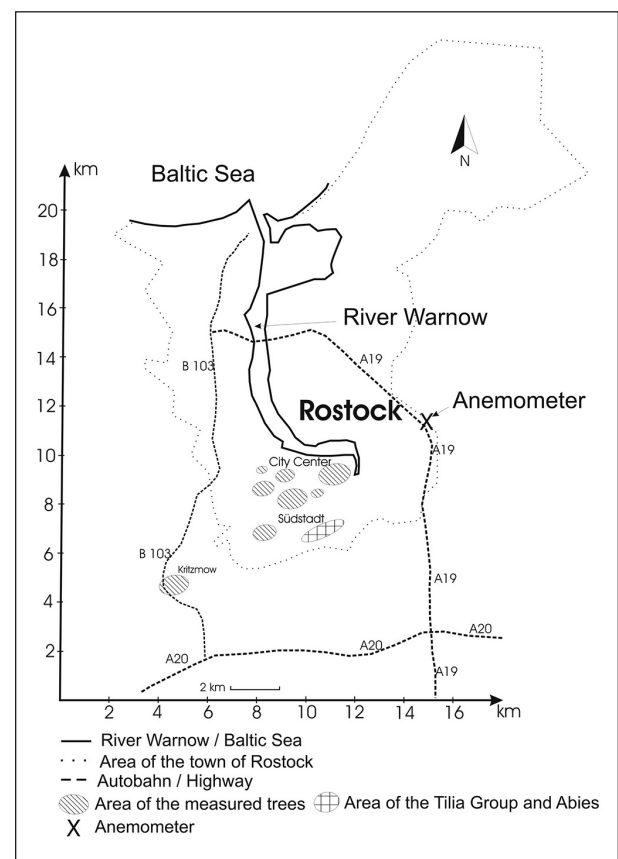 N
km
Baltic Sea
20
18
16
River Warnow
14
A19
B 103
12
Rostock
Anemometer
X
A19
10
City Center
8
Südstadt
6
B 103
Kritzmow
A19
4
A20
A20
2
A20
A19
2 km
2 4 6 8 10 12 14 16 km
River Warnow / Baltic Sea
Area of the town of Rostock
Autobahn / Highway
Area of the measured trees
Area of the Tilia Group and Abies
X Anemometer